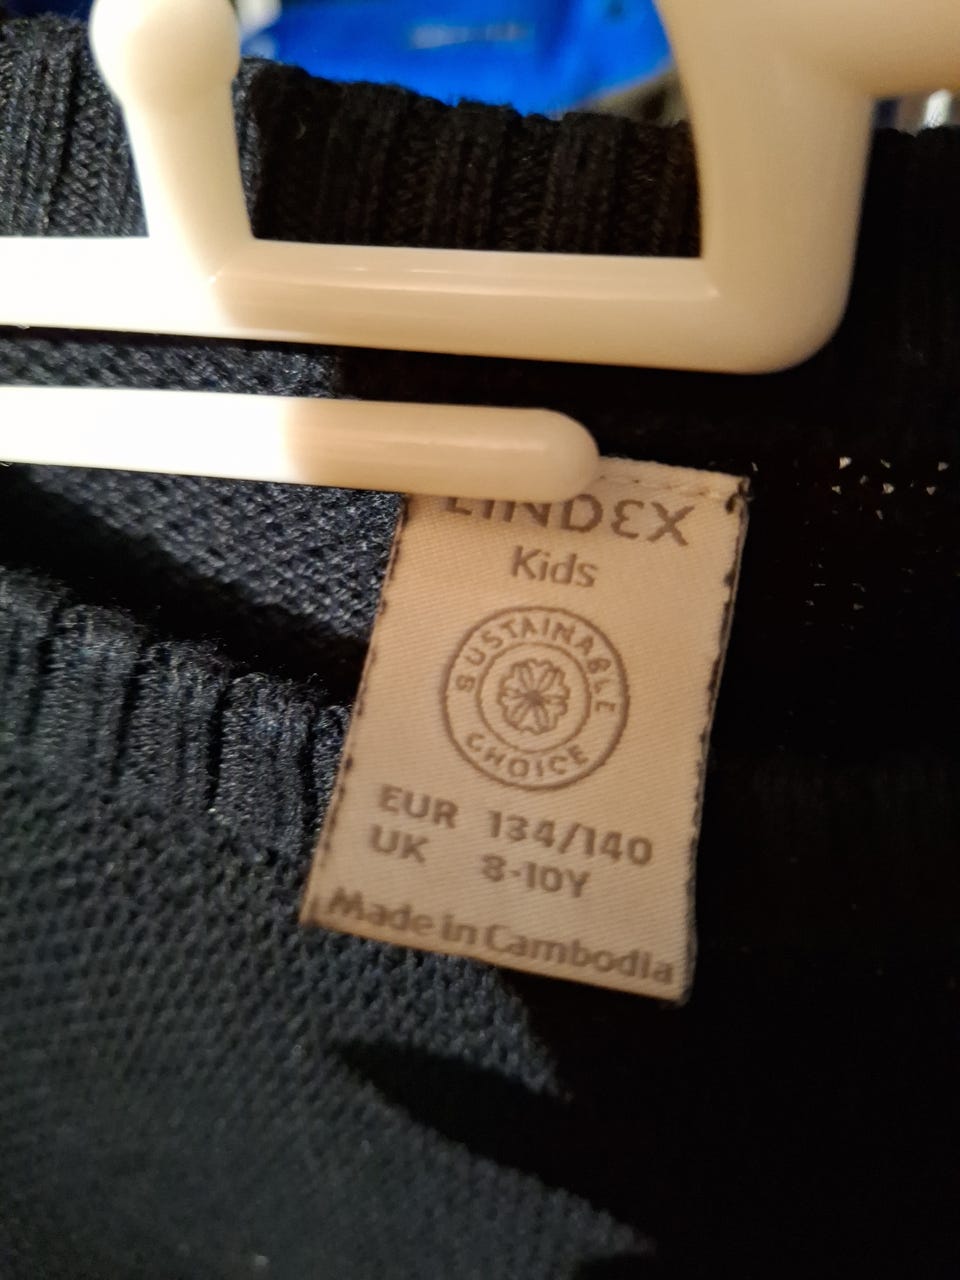 LINDEX
Kids
SUSTAINABLE
CHOICE
EUR 134/140
UK 8-10Y
Made in Cambodia